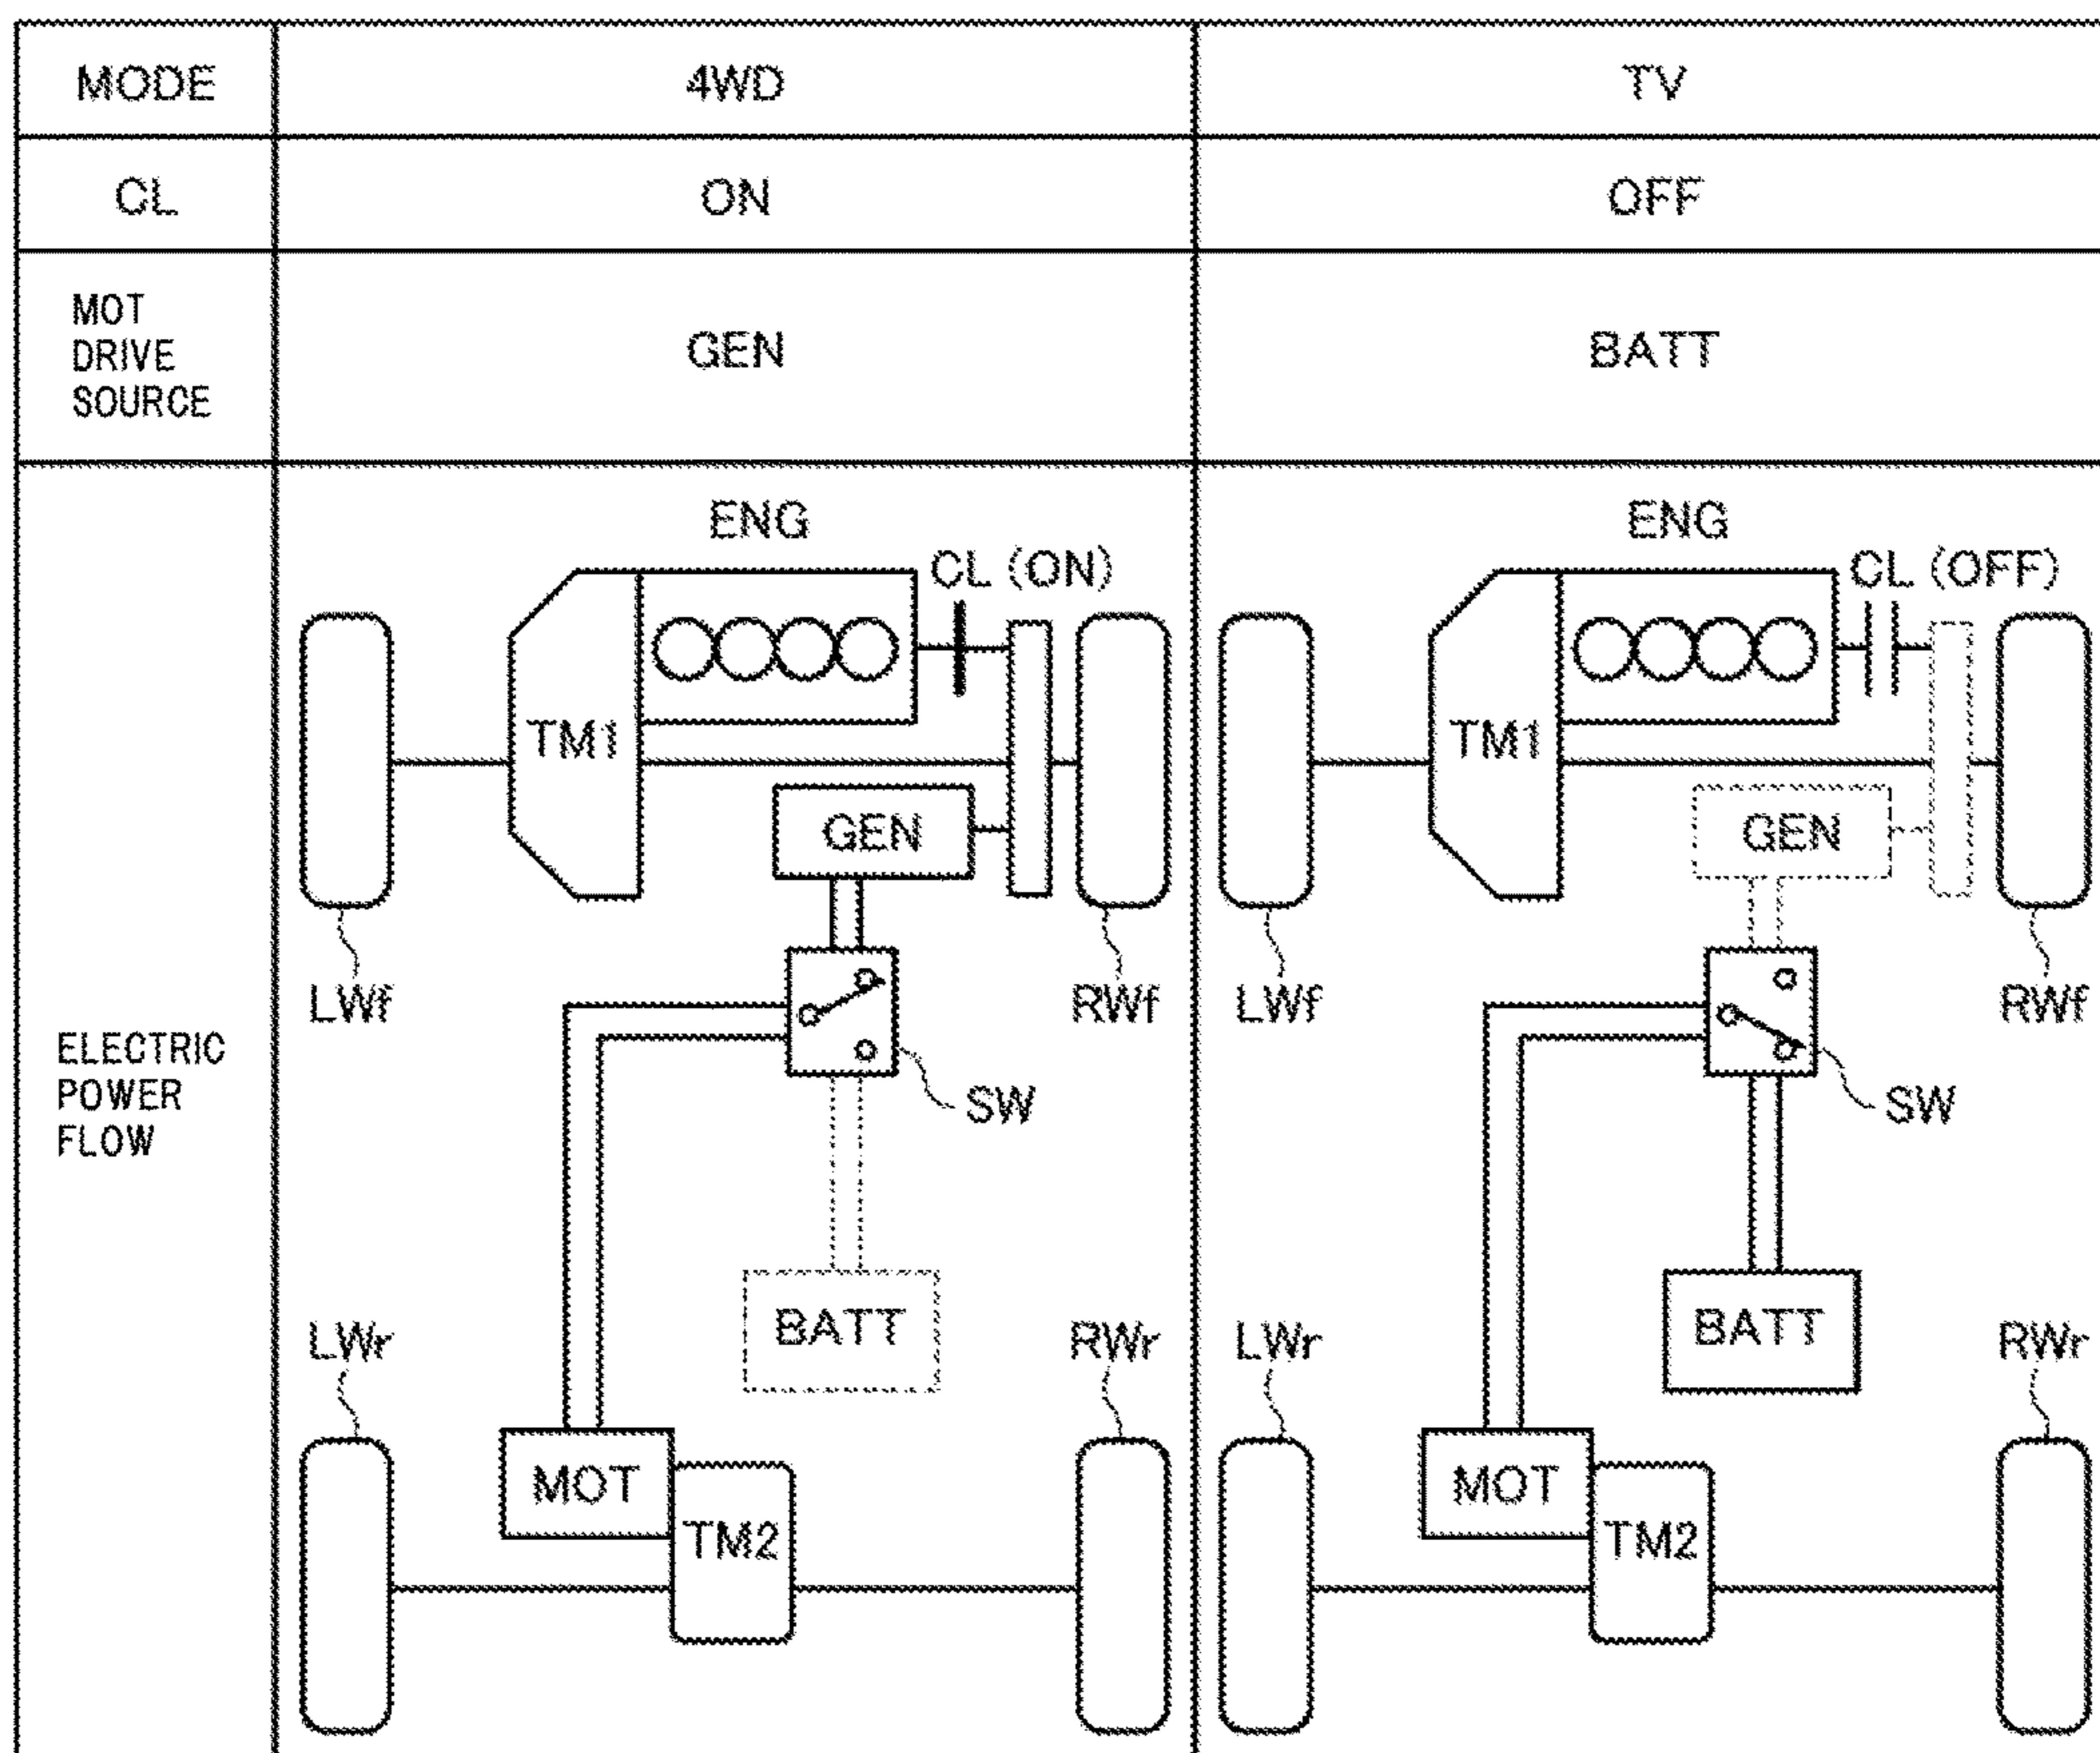 MODE 4WD TV
CL ON OFF
MOT
DRIVE
SOURCE
GEN BATT
ELECTRIC
POWER
FLOW
ENG
CL (ON)
TM1
GEN
LWf
RWf
SW
BATT
LWr
RWr
MOT
TM2
ENG
CL (OFF)
TM1
GEN
LWf
RWf
SW
BATT
LWr
RWr
MOT
TM2